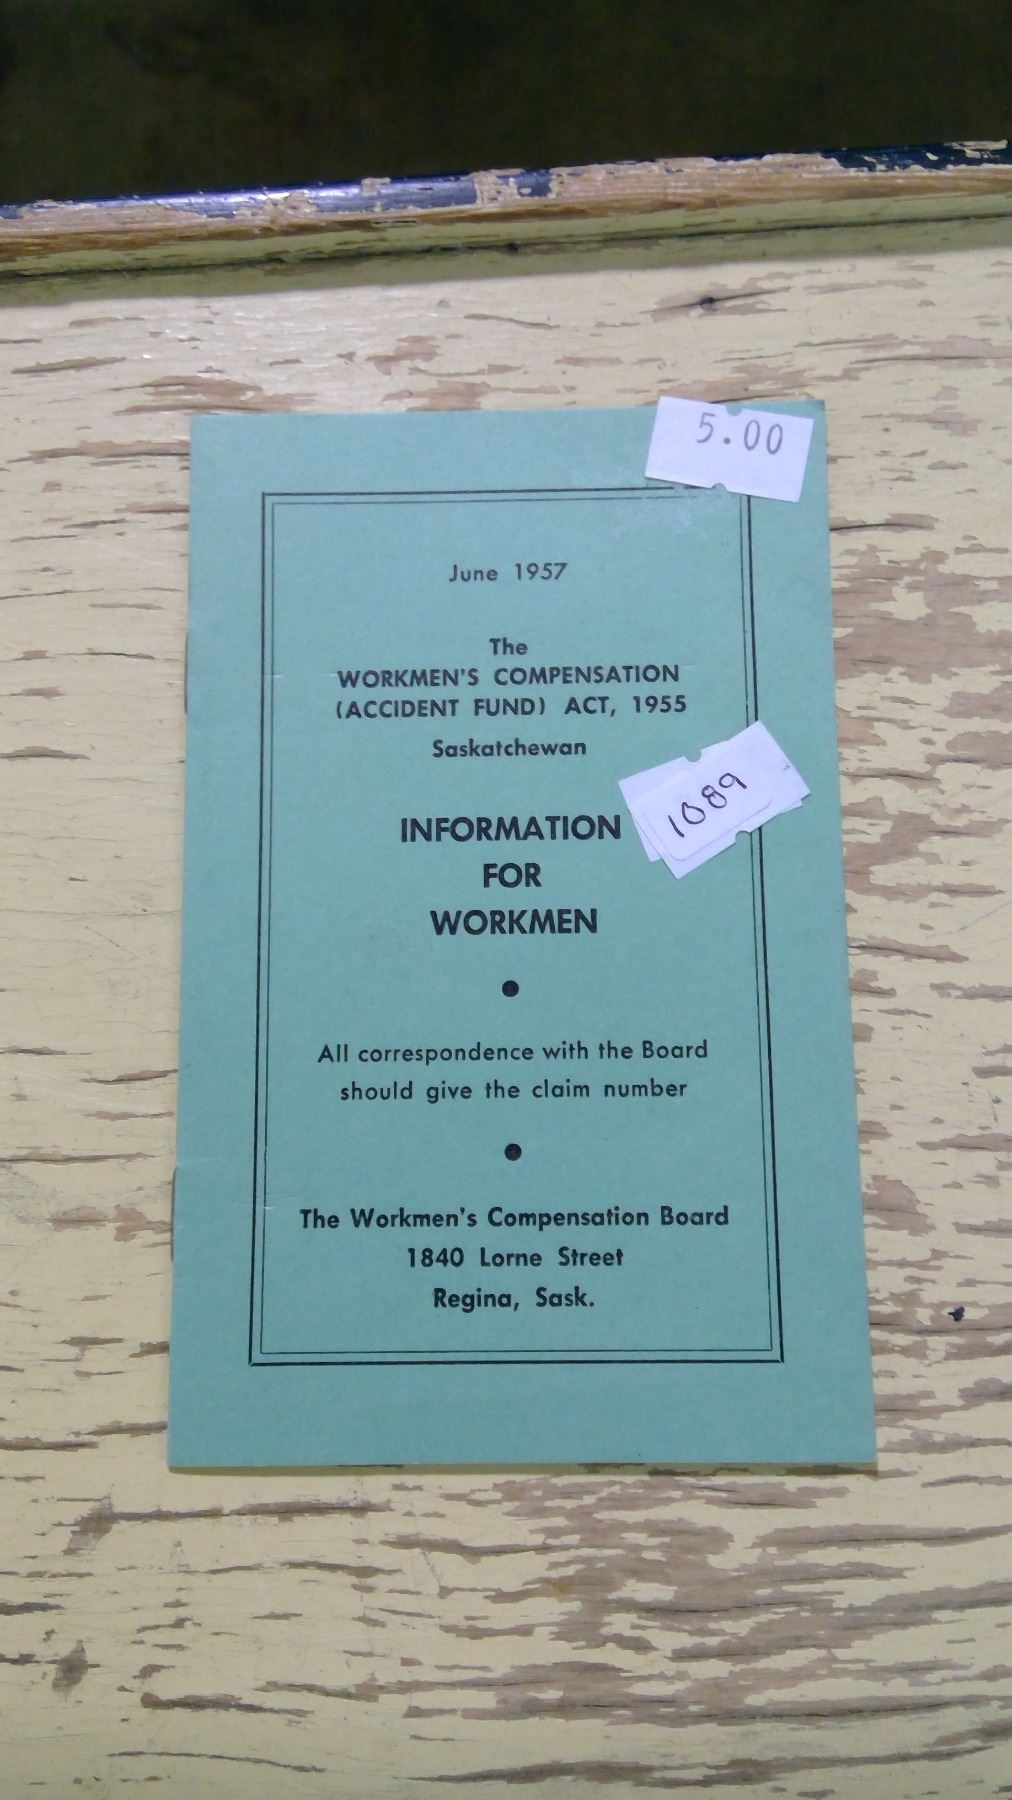 5.00
June 1957
The
WORKMEN'S COMPENSATION
(ACCIDENT FUND) ACT, 1955
Saskatchewan
1089
INFORMATION
FOR
WORKMEN
All correspondence with the Board
should give the claim number
The Workmen's Compensation Board
1840 Lorne Street
Regina, Sask.